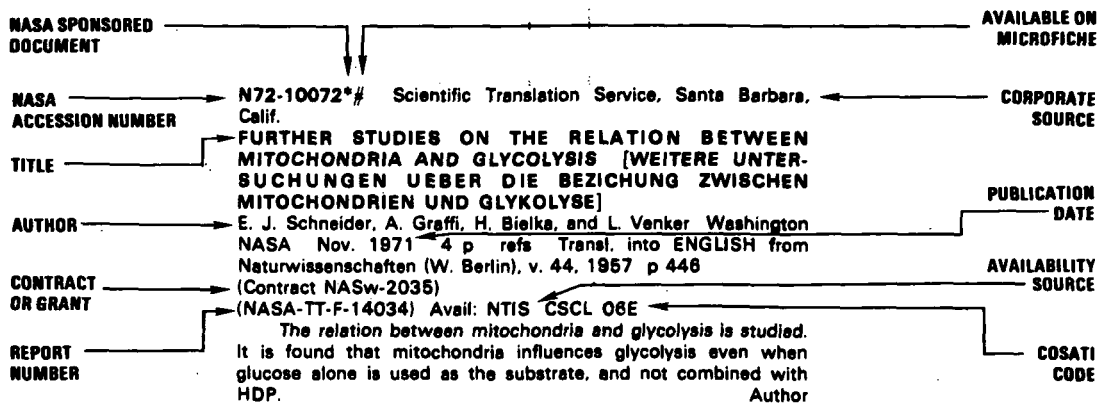 NASA SPONSORED
DOCUMENT
AVAILABLE ON
MICROFICHE
NASA
ACCESSION NUMBER
N72-10072*# Scientific Translation Service, Santa Barbara,
Calif.
CORPORATE
SOURCE
TITLE
FURTHER STUDIES ON THE RELATION BETWEEN
MITOCHONDRIA AND GLYCOLYSIS [WEITERE UNTER-
SUCHUNGEN UEBER DIE BEZICHUNG ZWISCHEN
MITOCHONDRIEN UND GLYKOLYSE]
AUTHOR
E. J. Schneider, A. Graffi, H. Bielka, and L. Venker Washington
NASA Nov. 1971 4 p refs Transl. into ENGLISH from
Naturwissenschaften (W. Berlin), v. 44, 1957 p 446
PUBLICATION
DATE
CONTRACT
OR GRANT
(Contract NASw-2035)
AVAILABILITY
SOURCE
(NASA-TT-F-14034) Avail: NTIS CSCL 06E
The relation between mitochondria and glycolysis is studied.
It is found that mitochondria influences glycolysis even when
glucose alone is used as the substrate, and not combined with
HDP. Author
REPORT
NUMBER
COSATI
CODE